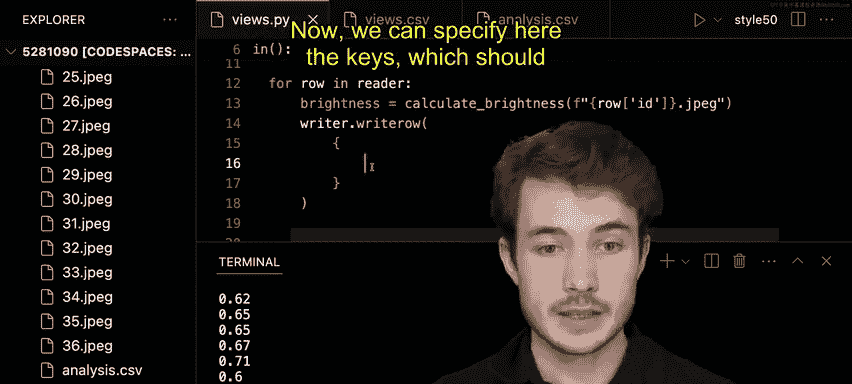 EXPLORER
...
views.py
views.csv
analysis.csv
style50
...
Now, we can specify here
the keys, which should
5281090 [CODESPACES: ...
25.jpeg
26.jpeg
27.jpeg
28.jpeg
29.jpeg
30.jpeg
31.jpeg
32.jpeg
33.jpeg
34.jpeg
35.jpeg
36.jpeg
analysis.csv
6 in():
11
12 for row in reader:
13 brightness = calculate_brightness(f"{row['id']}.jpeg")
14 writer.writerow(
15 {
16
17 }
18 )
19
TERMINAL
...
0.62
0.65
0.65
0.67
0.71
0.6